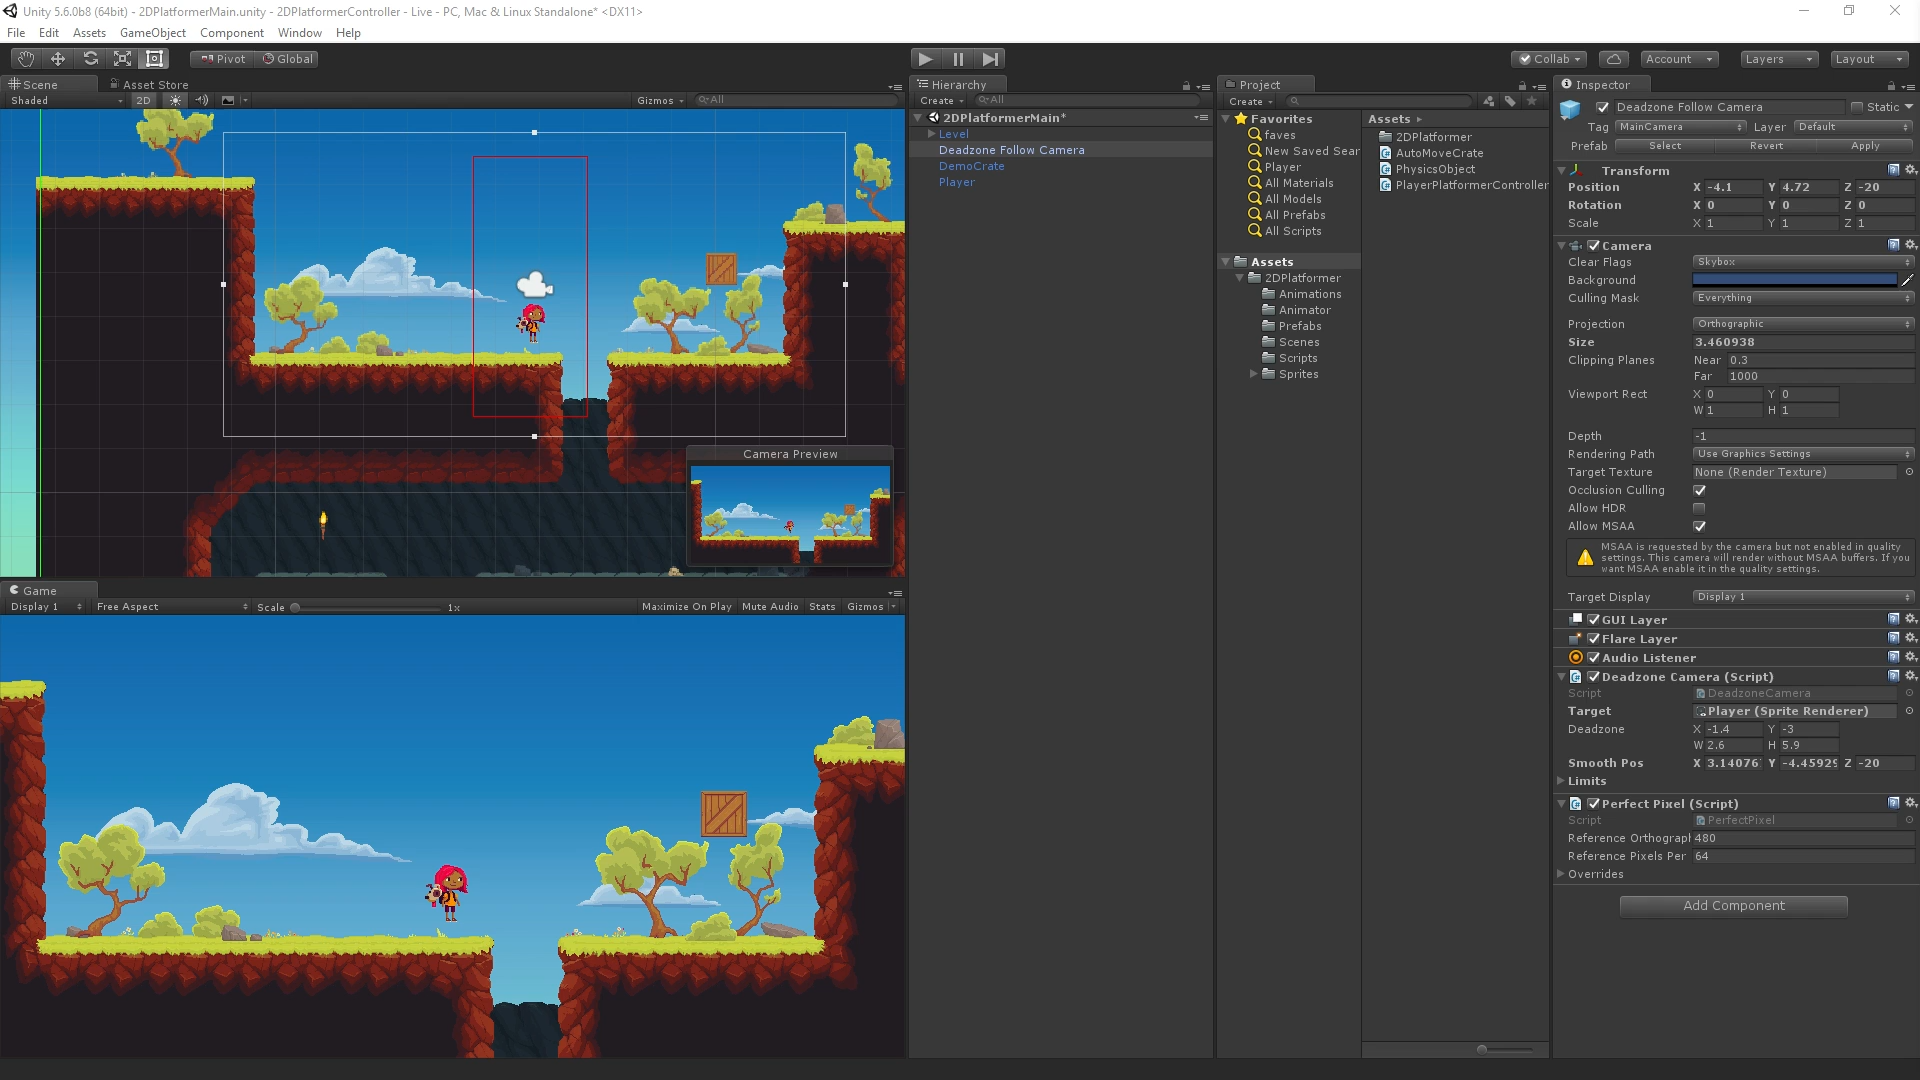 Unity 5.6.0b8 (64bit) - 2DPlatformerMain.unity - 2DPlatformerController - Live - PC, Mac & Linux Standalone* <DX11>
File Edit Assets GameObject Component Window Help
Pivot Global
Collab Account Layers Layout
Scene Asset Store
Shaded 2D Gizmos All
Camera Preview
Game
Display 1 Free Aspect Scale 1x Maximize On Play Mute Audio Stats Gizmos
Hierarchy
Create All
2DPlatformerMain*
Level
Deadzone Follow Camera
DemoCrate
Player
Project
Create
Favorites
faves
New Saved Sear
Player
All Materials
All Models
All Prefabs
All Scripts
Assets
2DPlatformer
Animations
Animator
Prefabs
Scenes
Scripts
Sprites
Assets
2DPlatformer
AutoMoveCrate
PhysicsObject
PlayerPlatformerController
Inspector
Deadzone Follow Camera Static
Tag MainCamera Layer Default
Prefab Select Revert Apply
Transform
Position X -4.1 Y 4.72 Z -20
Rotation X 0 Y 0 Z 0
Scale X 1 Y 1 Z 1
Camera
Clear Flags Skybox
Background
Culling Mask Everything
Projection Orthographic
Size 3.460938
Clipping Planes Near 0.3
Far 1000
Viewport Rect X 0 Y 0
W 1 H 1
Depth -1
Rendering Path Use Graphics Settings
Target Texture None (Render Texture)
Occlusion Culling
Allow HDR
Allow MSAA
MSAA is requested by the camera but not enabled in quality
settings. This camera will render without MSAA buffers. If you
want MSAA enable it in the quality settings.
Target Display Display 1
GUI Layer
Flare Layer
Audio Listener
Deadzone Camera (Script)
Script DeadzoneCamera
Target Player (Sprite Renderer)
Deadzone X -1.4 Y -3
W 2.6 H 5.9
Smooth Pos X 3.14076 Y -4.45929 Z -20
Limits
Perfect Pixel (Script)
Script PerfectPixel
Reference Orthograph 480
Reference Pixels Per 64
Overrides
Add Component